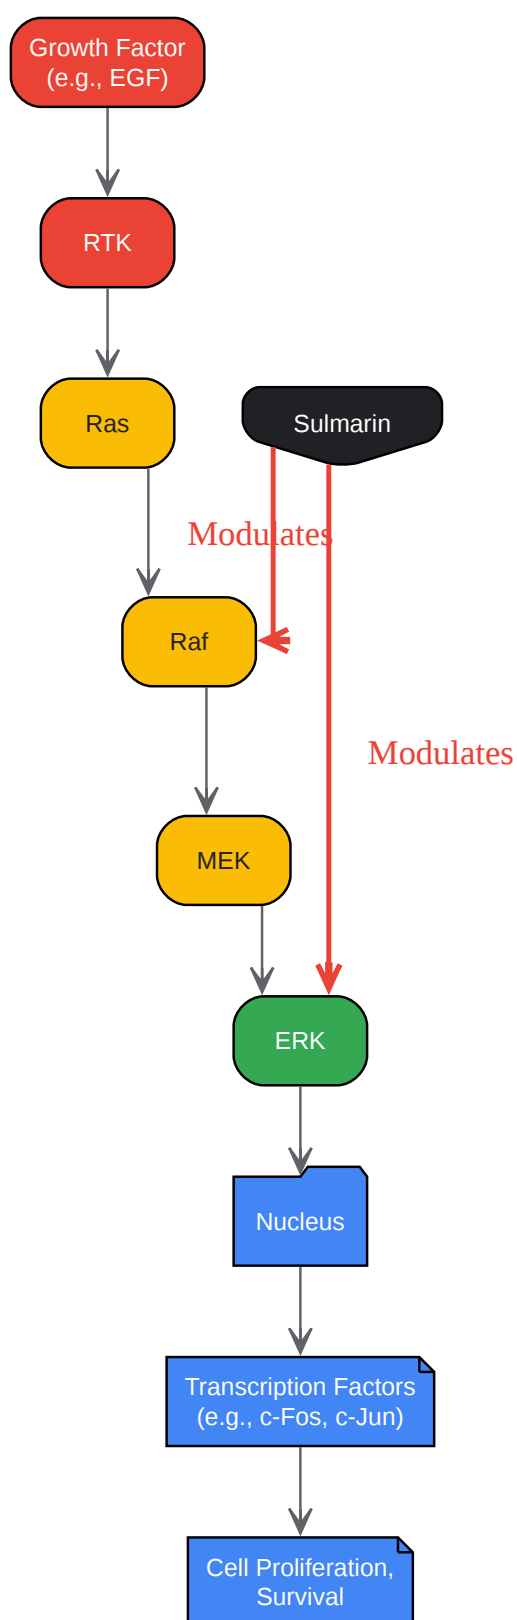 Growth Factor
(e.g., EGF)
RTK
Ras
Sulmarin
Modulates
Raf
Modulates
MEK
ERK
Nucleus
Transcription Factors
(e.g., c-Fos, c-Jun)
Cell Proliferation,
Survival